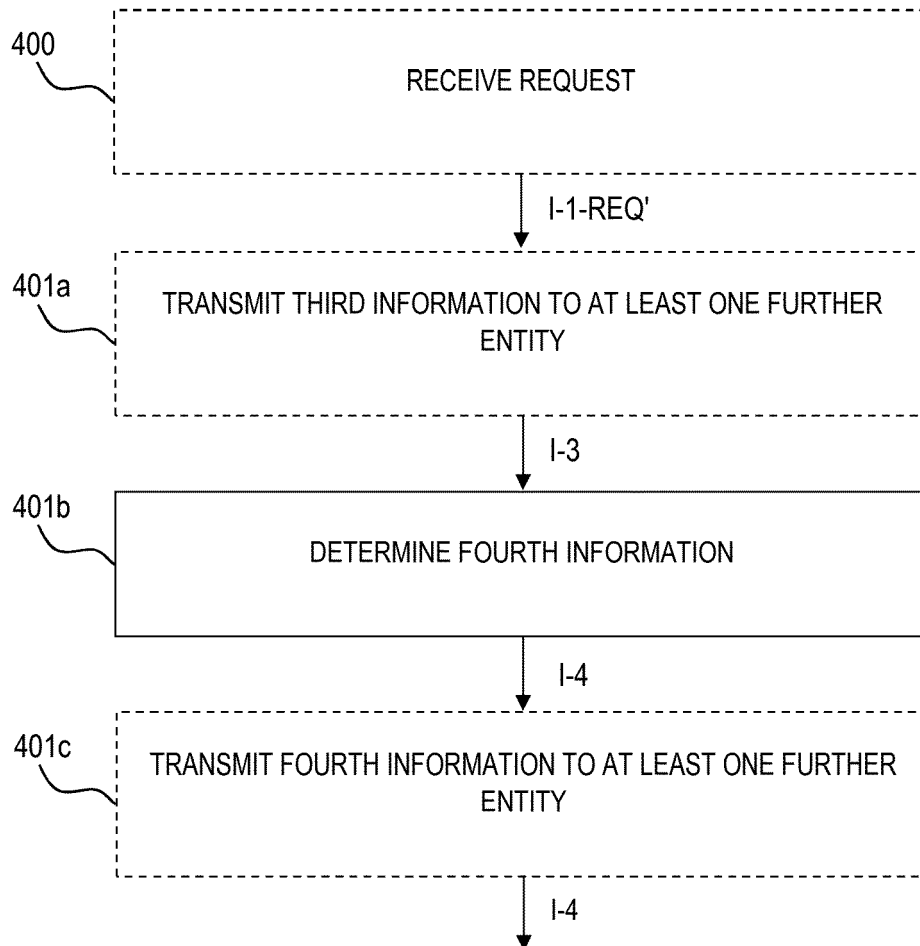 400
RECEIVE REQUEST
I-1-REQ'
401a
TRANSMIT THIRD INFORMATION TO AT LEAST ONE FURTHER
ENTITY
I-3
401b
DETERMINE FOURTH INFORMATION
I-4
401c
TRANSMIT FOURTH INFORMATION TO AT LEAST ONE FURTHER
ENTITY
I-4